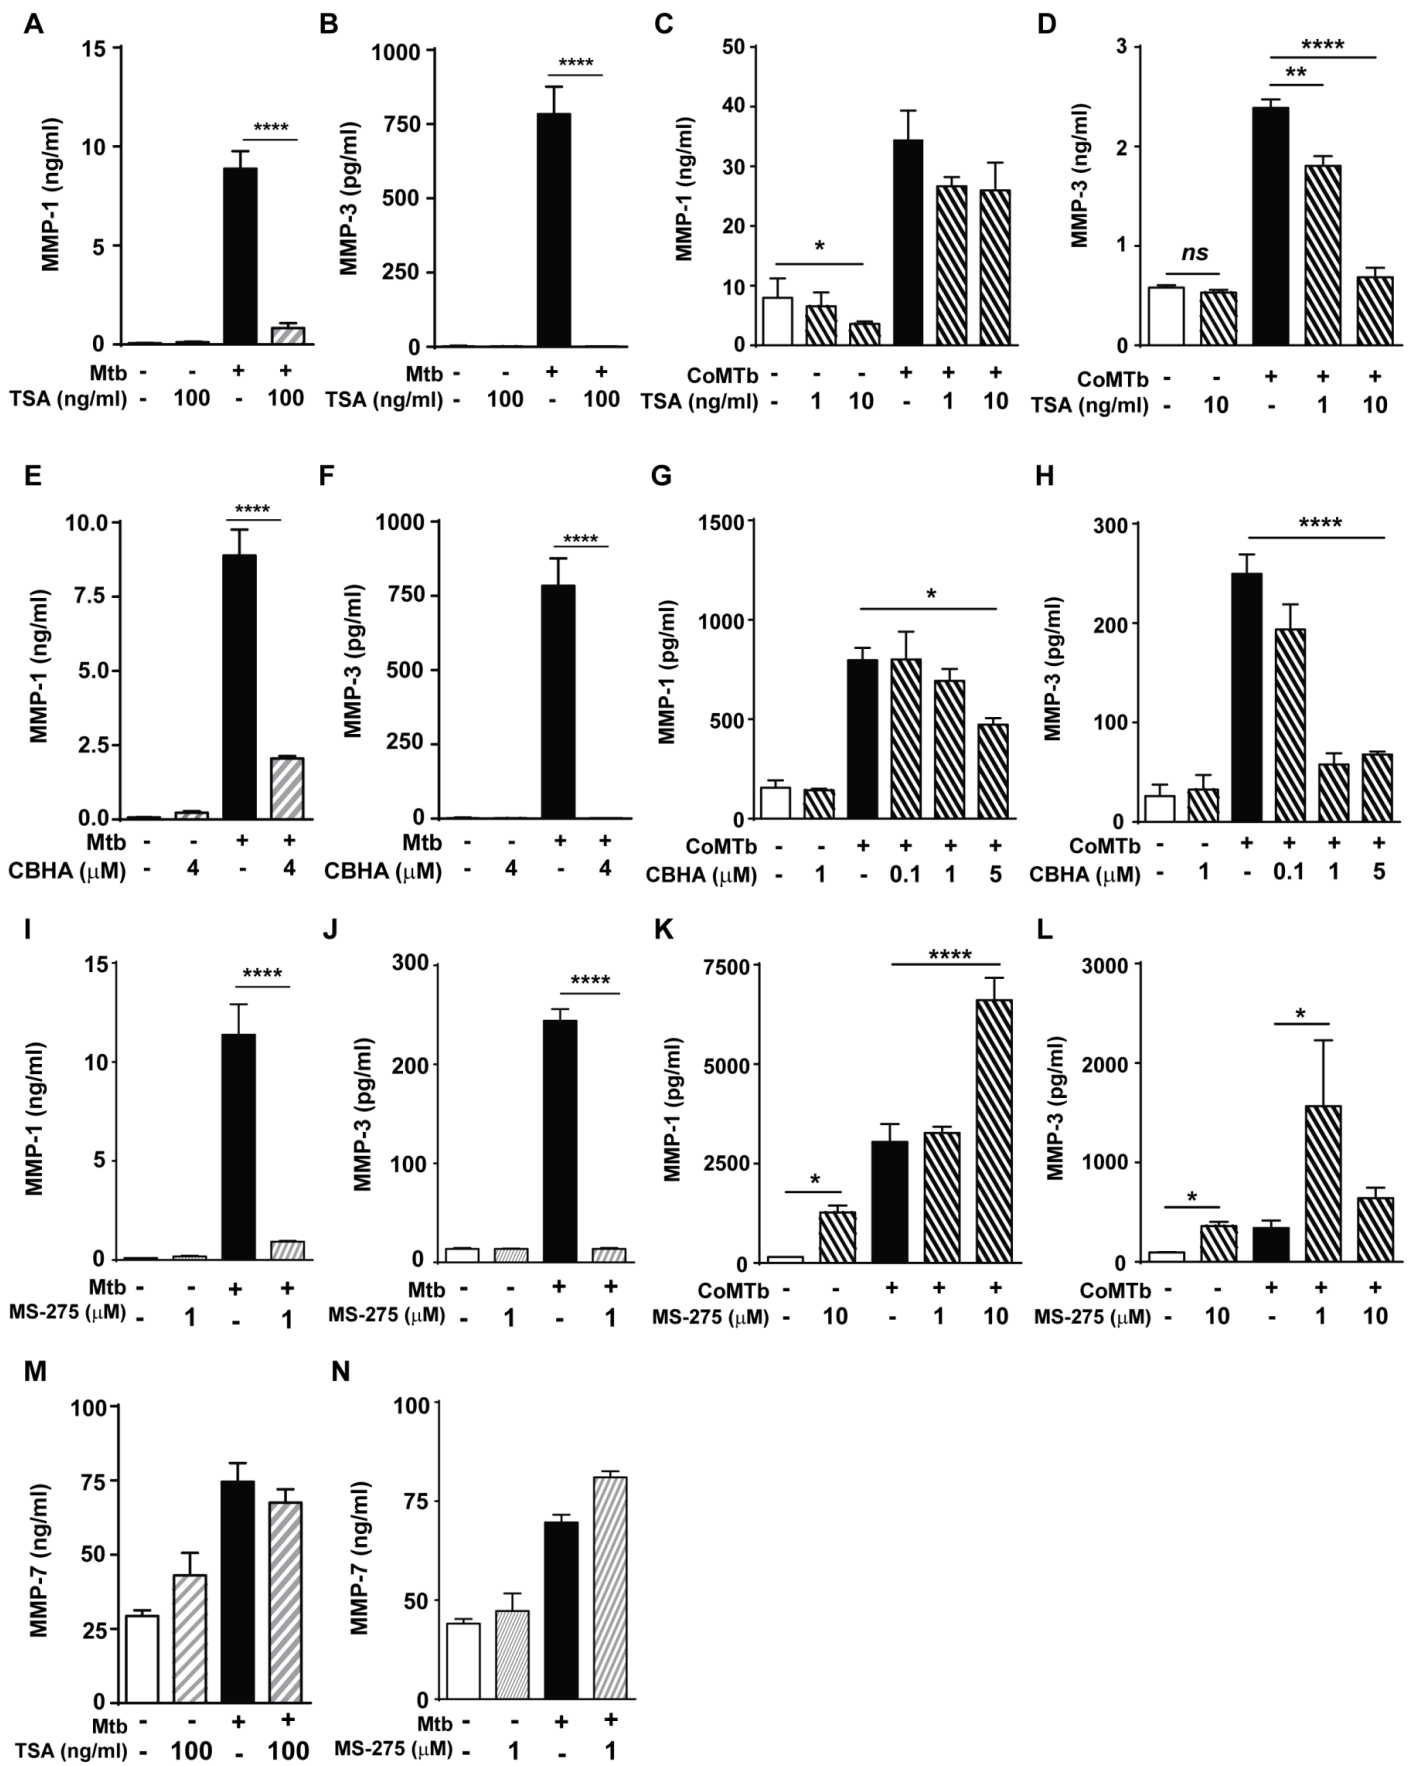 A
MMP-1 (ng/ml)
15
10
5
0
****
Mtb - - + +
TSA (ng/ml) - 100 - 100
B
MMP-3 (pg/ml)
1000
750
500
250
0
****
Mtb - - + +
TSA (ng/ml) - 100 - 100
C
MMP-1 (ng/ml)
50
40
30
20
10
0
*
CoMTb - - - + + +
TSA (ng/ml) - 1 10 - 1 10
D
MMP-3 (ng/ml)
3
2
1
0
ns
**
****
CoMTb - - + + +
TSA (ng/ml) - 10 - 1 10
E
MMP-1 (ng/ml)
10.0
7.5
5.0
2.5
0.0
****
Mtb - - + +
CBHA (μM) - 4 - 4
F
MMP-3 (pg/ml)
1000
750
500
250
0
****
Mtb - - + +
CBHA (μM) - 4 - 4
G
MMP-1 (pg/ml)
1500
1000
500
0
*
CoMTb - - + + + +
CBHA (μM) - 1 - 0.1 1 5
H
MMP-3 (pg/ml)
300
200
100
0
****
CoMTb - - + + + +
CBHA (μM) - 1 - 0.1 1 5
I
MMP-1 (ng/ml)
15
10
5
0
****
Mtb - - + +
MS-275 (μM) - 1 - 1
J
MMP-3 (pg/ml)
300
200
100
0
****
Mtb - - + +
MS-275 (μM) - 1 - 1
K
MMP-1 (pg/ml)
7500
5000
2500
0
*
****
CoMTb - - + + +
MS-275 (μM) - 10 - 1 10
L
MMP-3 (pg/ml)
3000
2000
1000
0
*
*
CoMTb - - + + +
MS-275 (μM) - 10 - 1 10
M
MMP-7 (ng/ml)
100
75
50
25
0
Mtb - - + +
TSA (ng/ml) - 100 - 100
N
MMP-7 (ng/ml)
100
75
50
0
Mtb - - + +
MS-275 (μM) - 1 - 1